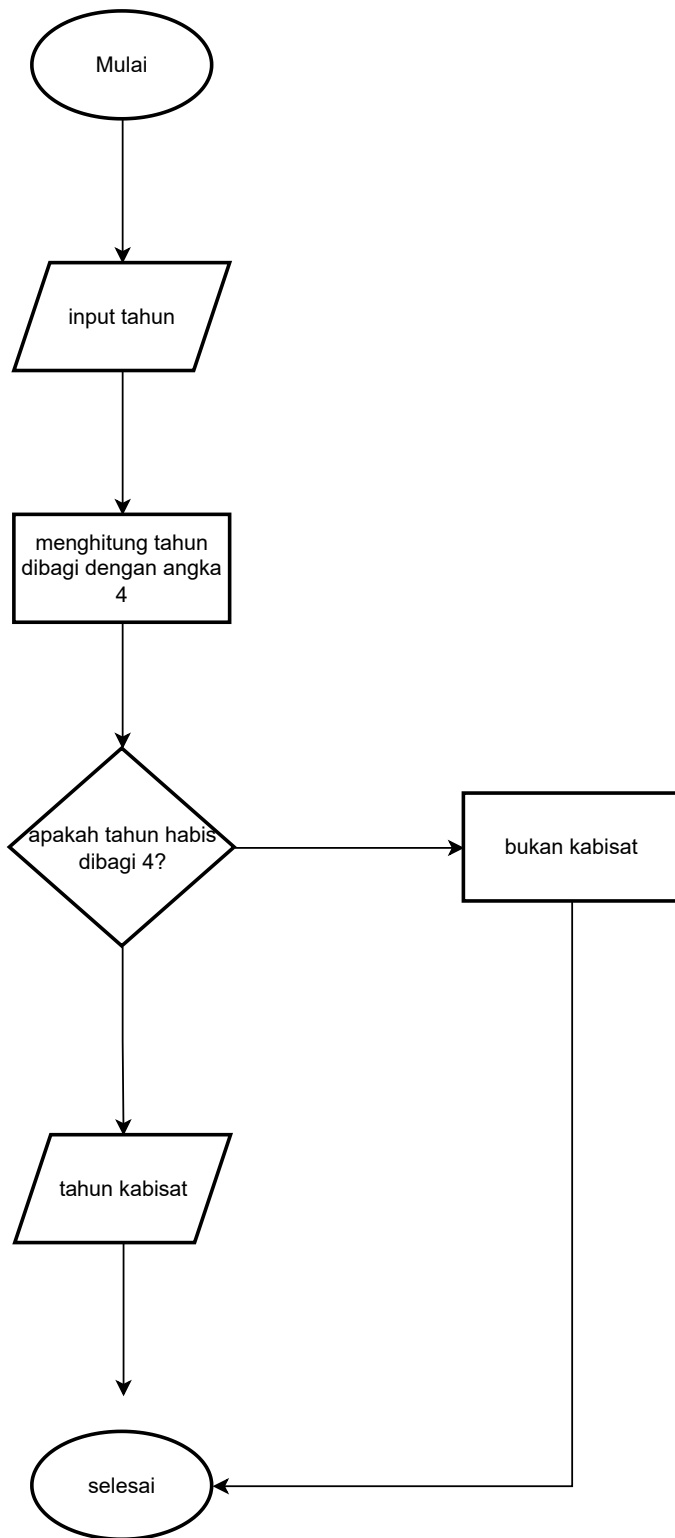 Mulai
input tahun
menghitung tahun
dibagi dengan angka
4
apakah tahun habis
dibagi 4?
bukan kabisat
tahun kabisat
selesai